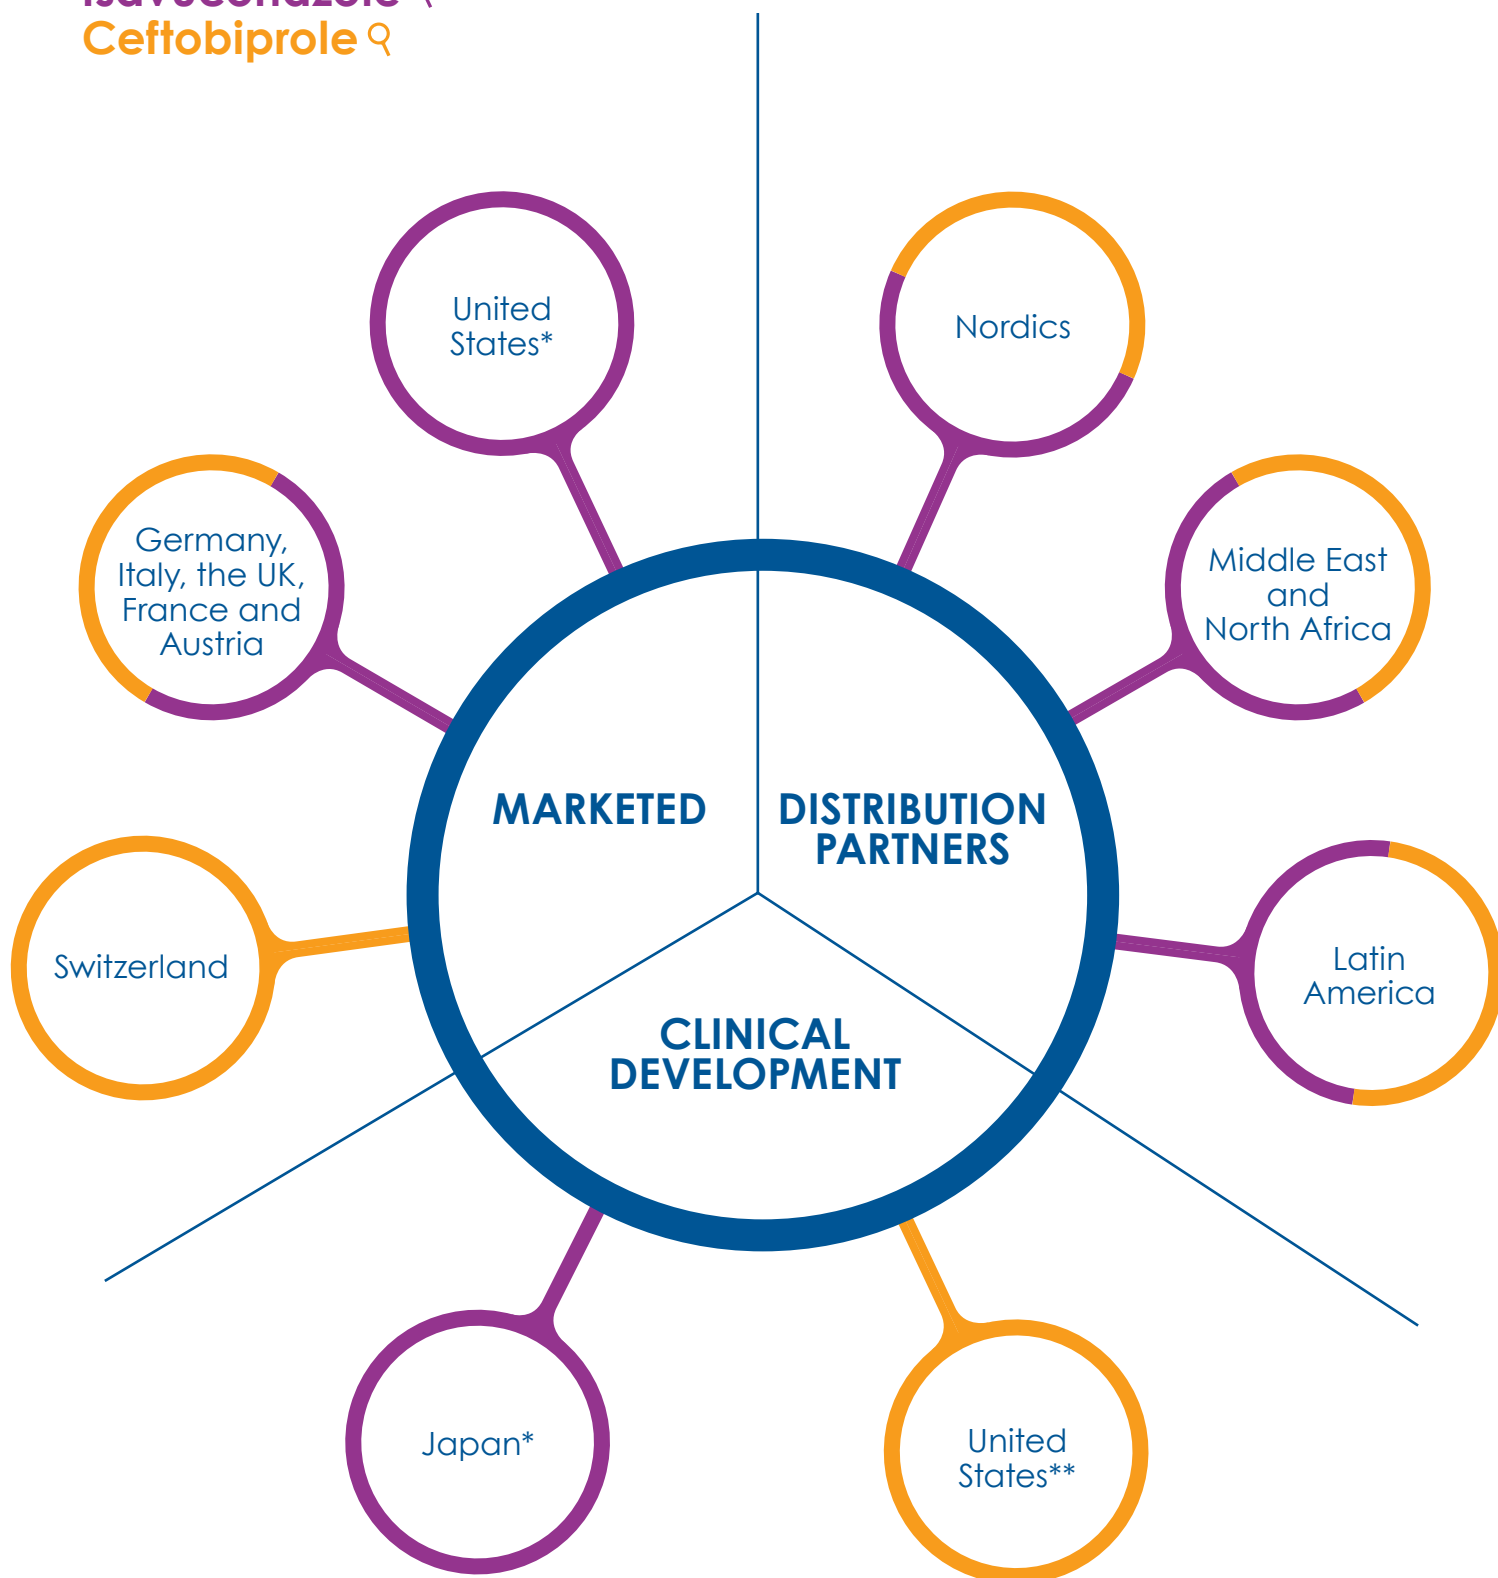 Isavuconazole
Ceftobiprole
United
States*
Nordics
Germany,
Italy, the UK,
France and
Austria
Middle East
and
North Africa
MARKETED
DISTRIBUTION
PARTNERS
Switzerland
Latin
America
CLINICAL
DEVELOPMENT
Japan*
United
States**